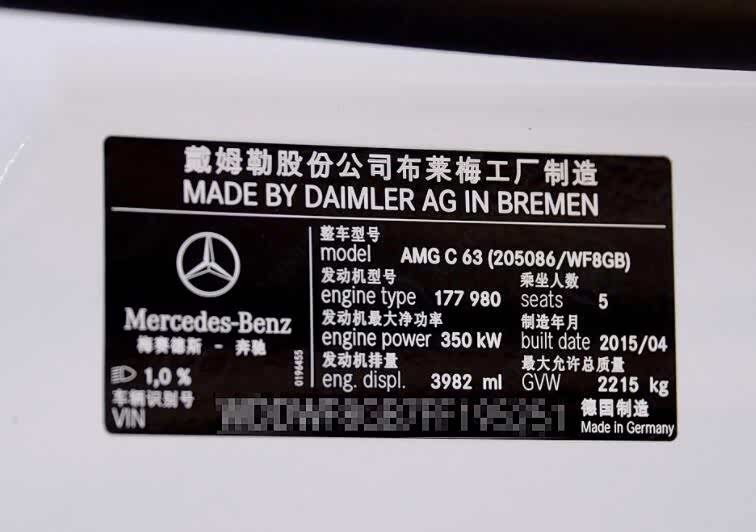 戴姆勒股份公司布莱梅工厂制造
MADE BY DAIMLER AG IN BREMEN
Mercedes-Benz
梅赛德斯 - 奔驰
1,0 %
0196455
整车型号
model AMG C 63 (205086/WF8GB)
发动机型号 乘坐人数
engine type 177 980 seats 5
发动机最大净功率 制造年月
engine power 350 kW built date 2015/04
发动机排量 最大允许总质量
eng. displ. 3982 ml GVW 2215 kg
车辆识别号
VIN
德国制造
Made in Germany